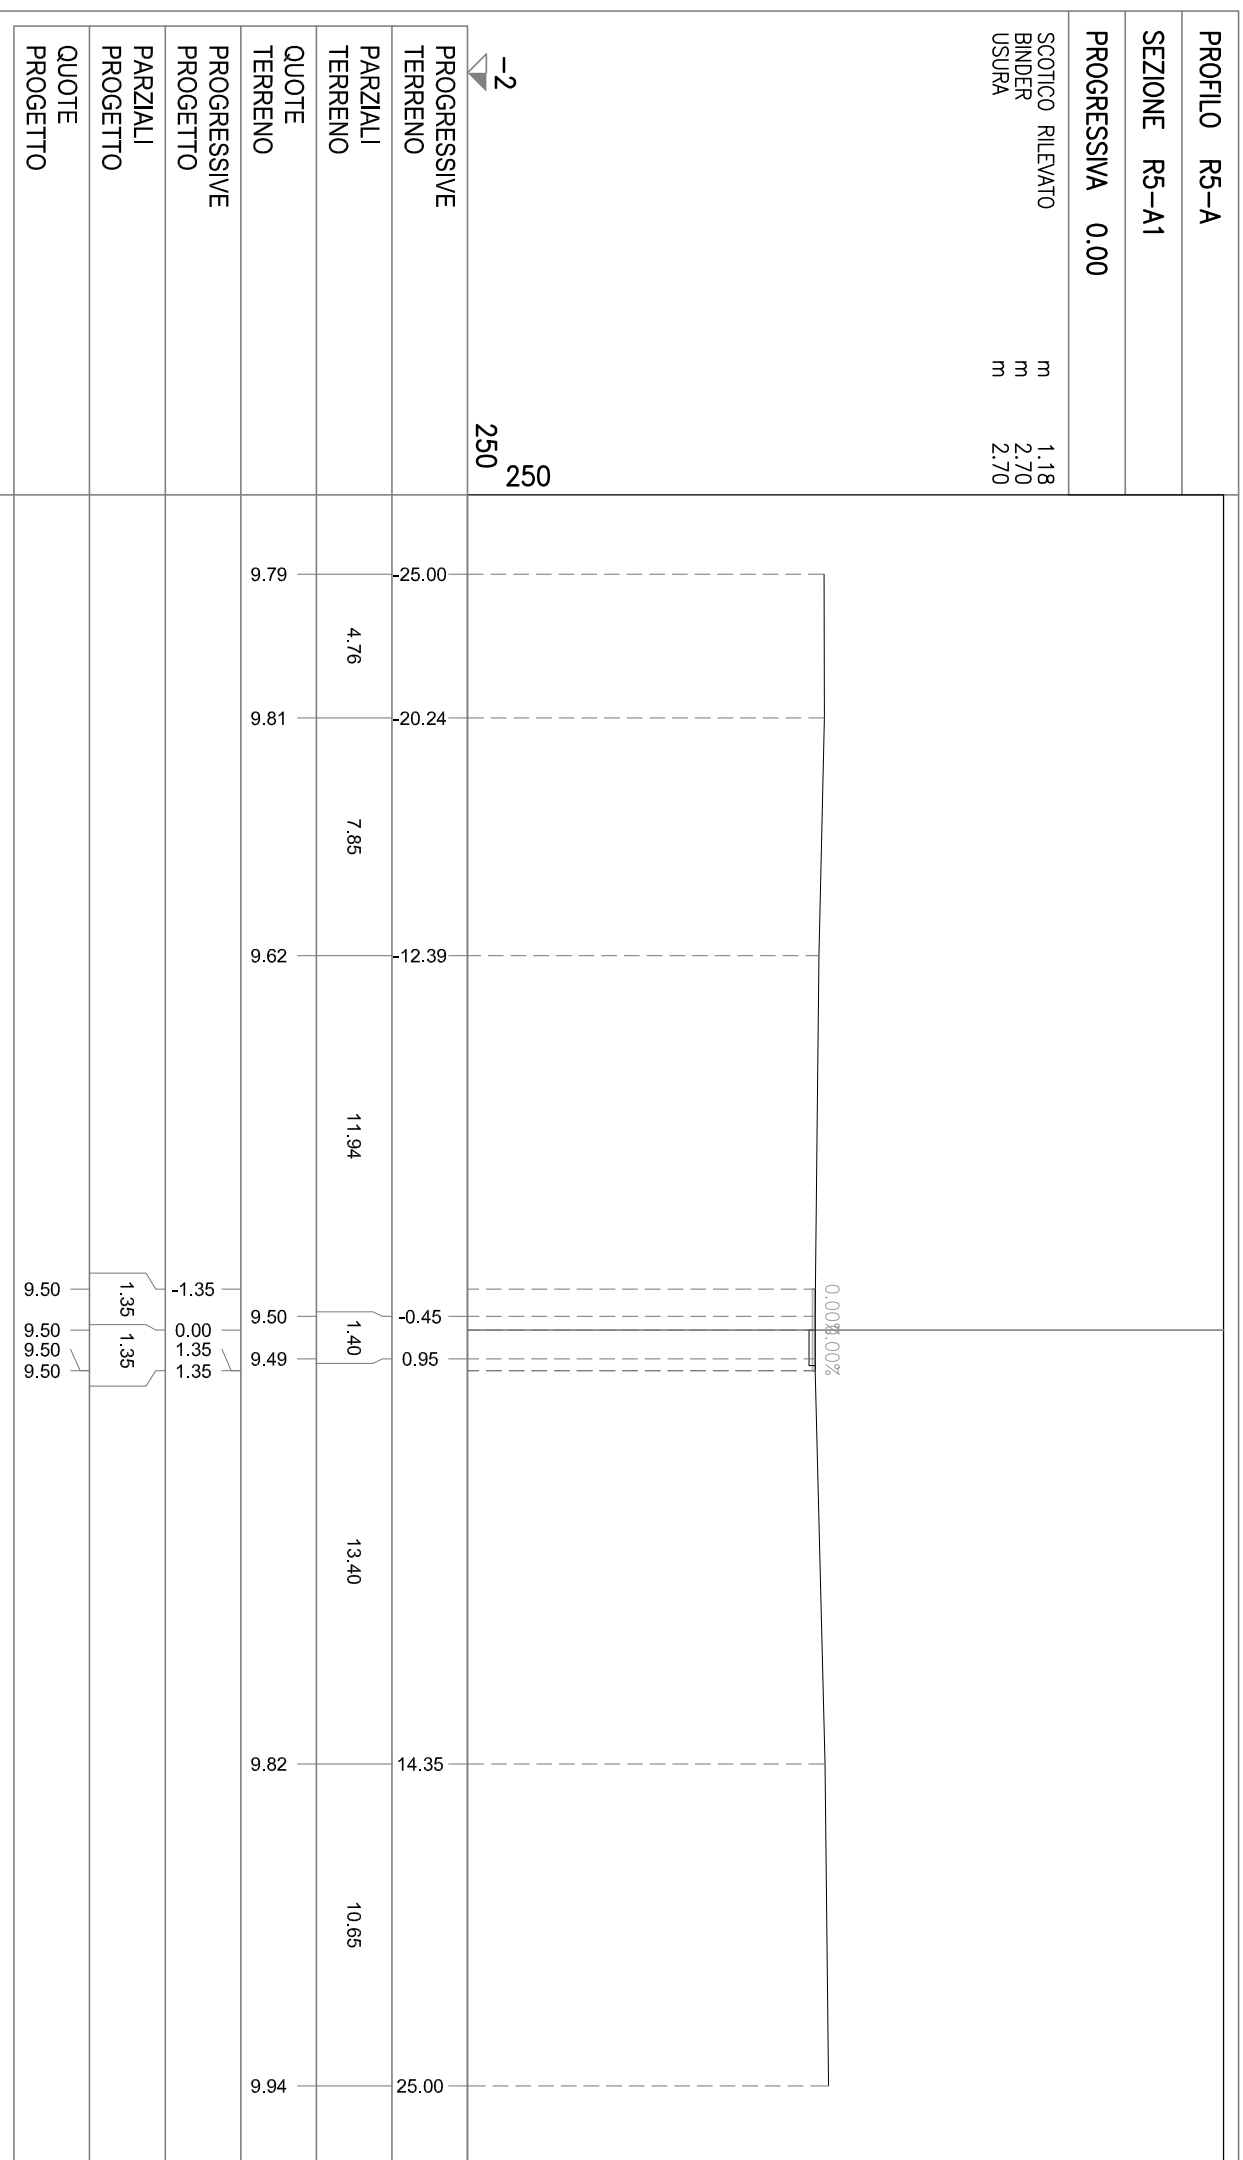 PROFILO R5-A
SEZIONE R5-A1
PROGRESSIVA 0.00
SCOTICO RILEVATO m 1.18
BINDER m 2.70
USURA m 2.70
0.00%
-2
250
250
PROGRESSIVE
TERRENO
-25.00 -20.24 -12.39 -0.45 0.95 14.35 25.00
PARZIALI
TERRENO
4.76 7.85 11.94 1.40 13.40 10.65
QUOTE
TERRENO
9.79 9.81 9.62 9.50 9.49 9.82 9.94
PROGRESSIVE
PROGETTO
-1.35 0.00 1.35 1.35
PARZIALI
PROGETTO
1.35 1.35
QUOTE
PROGETTO
9.50 9.50 9.50 9.50